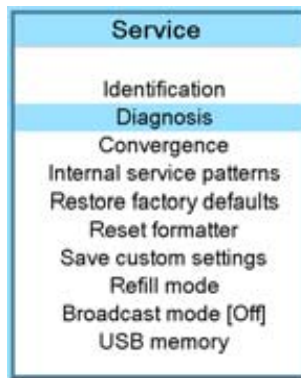 Service
Identification
Diagnosis
Convergence
Internal service patterns
Restore factory defaults
Reset formatter
Save custom settings
Refill mode
Broadcast mode [Off]
USB memory